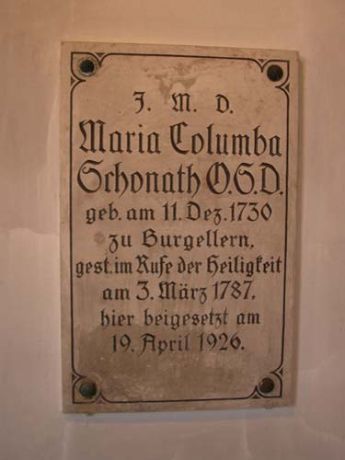 J. M. D.
Maria Columba
Schonath O.S.D.
geb. am 11. Dez. 1730
zu Burgellern,
gest. im Rufe der Heiligkeit
am 3. März 1787.
hier beigesetzt am
19. April 1926.